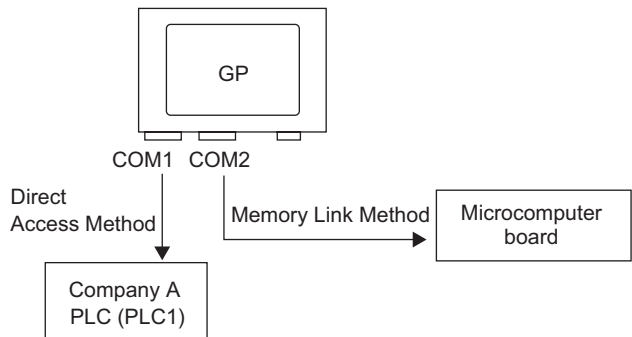 GP
COM1 COM2
Direct
Access Method
Memory Link Method
Microcomputer
board
Company A
PLC (PLC1)